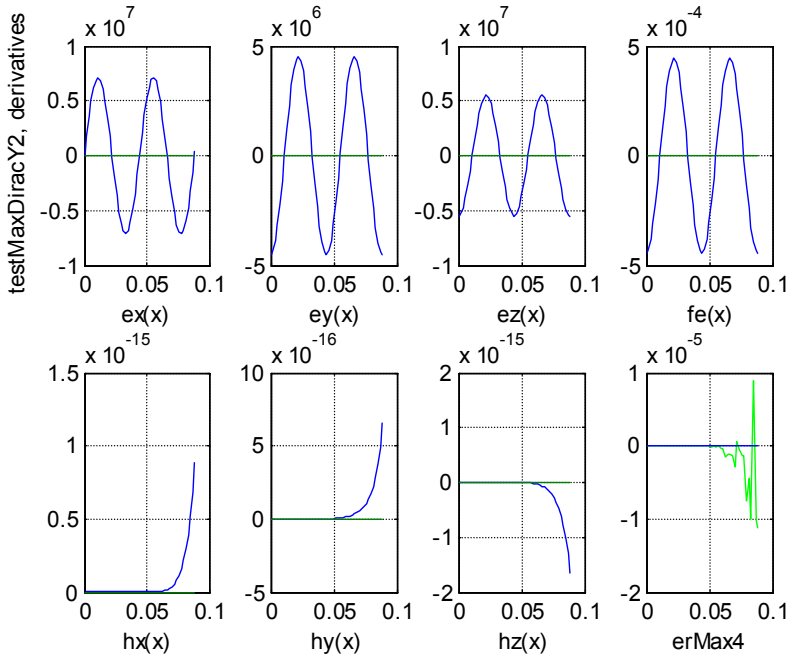 x 10^7
x 10^6
x 10^7
x 10^-4
testMaxDiracY2, derivatives
1
0.5
0
-0.5
-1
0 0.05 0.1
ex(x)
5
0
-5
0 0.05 0.1
ey(x)
1
0.5
0
-0.5
-1
0 0.05 0.1
ez(x)
5
0
-5
0 0.05 0.1
fe(x)
x 10^-15
x 10^-16
x 10^-15
x 10^-5
1.5
1
0.5
0
0 0.05 0.1
hx(x)
10
5
0
-5
0 0.05 0.1
hy(x)
2
1
0
-1
-2
0 0.05 0.1
hz(x)
1
0
-1
-2
0 0.05 0.1
erMax4